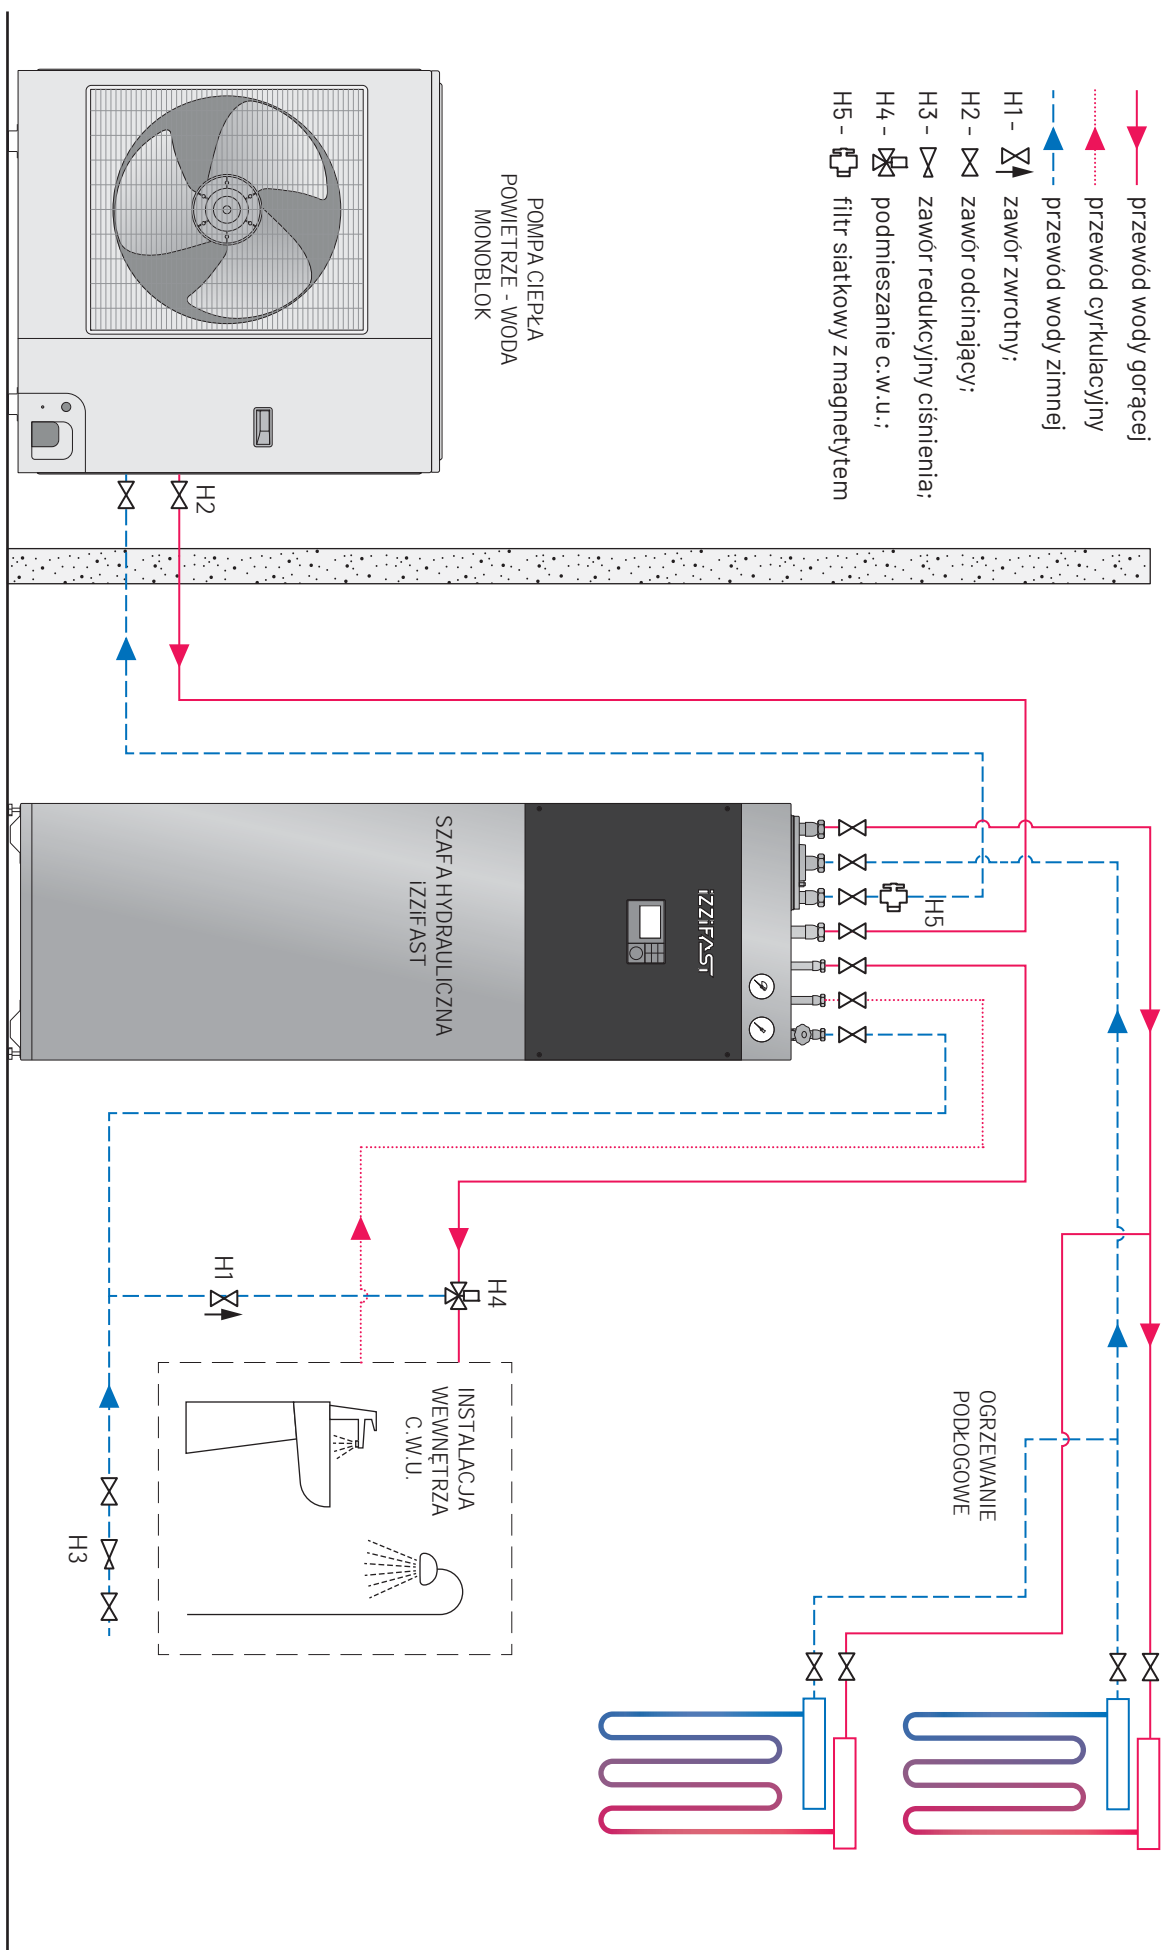 przewód wody gorącej
przewód cyrkulacyjny
przewód wody zimnej
H1 - zawór zwrotny;
H2 - zawór odcinający;
H3 - zawór redukcyjny ciśnienia;
H4 - podmieszanie c.w.u.;
H5 - filtr siatkowy z magnetytem
POMPA CIEPŁA
POWIETRZE - WODA
MONOBLOK
H2
H5
iZZiFAST
SZAFA HYDRAULICZNA
iZZiFAST
H4
H1
H3
INSTALACJA
WEWNĘTRZA
C.W.U.
OGRZEWANIE
PODŁOGOWE